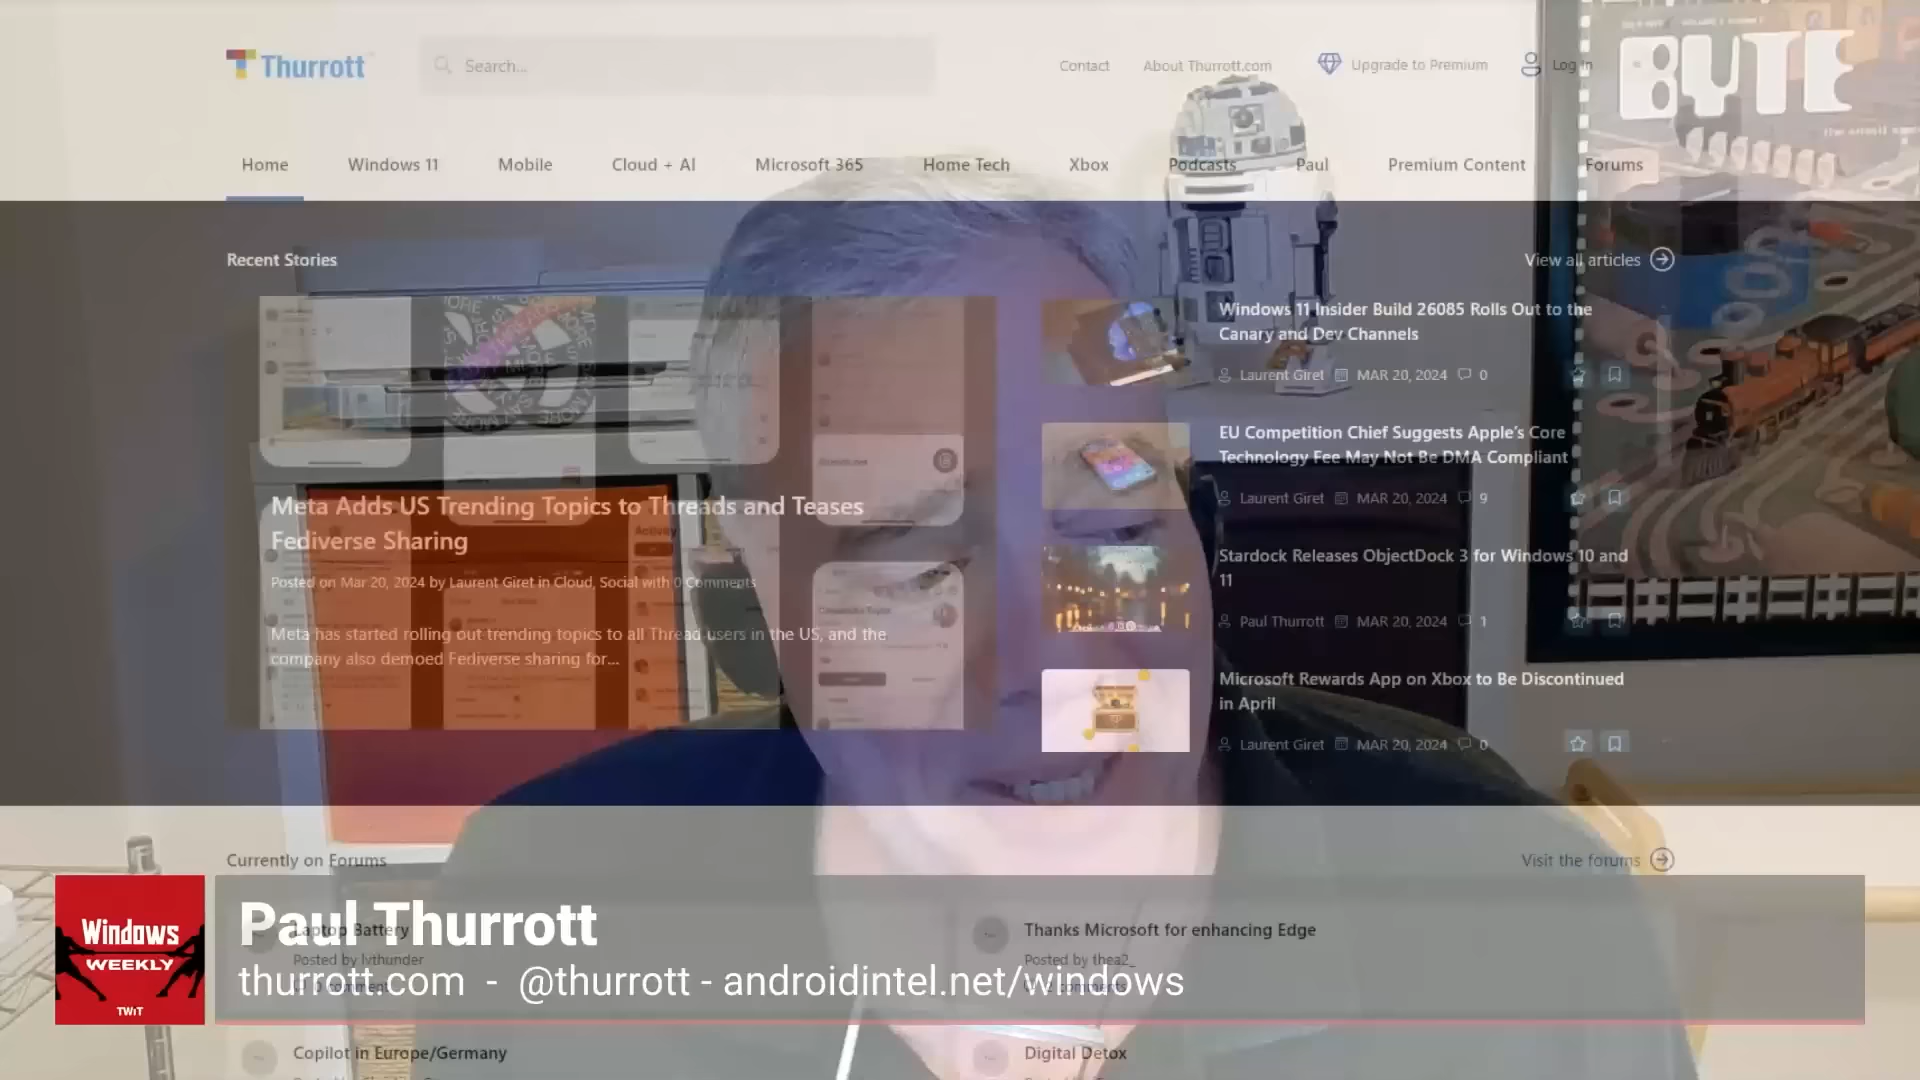 Thurrott
Search...
Contact
About Thurrott.com
Upgrade to Premium
Log in
BYTE
Home
Windows 11
Mobile
Cloud + AI
Microsoft 365
Home Tech
Xbox
Podcasts
Paul
Premium Content
Forums
Recent Stories
View all articles
Meta Adds US Trending Topics to Threads and Teases
Fediverse Sharing
Posted on Mar 20, 2024 by Laurent Giret in Cloud, Social with 0 Comments
Meta has started rolling out trending topics to all Thread users in the US, and the
company also demoed Fediverse sharing for...
Windows 11 Insider Build 26085 Rolls Out to the
Canary and Dev Channels
Laurent Giret MAR 20, 2024 0
EU Competition Chief Suggests Apple's Core
Technology Fee May Not Be DMA Compliant
Laurent Giret MAR 20, 2024 9
Stardock Releases ObjectDock 3 for Windows 10 and
11
Paul Thurrott MAR 20, 2024 1
Microsoft Rewards App on Xbox to Be Discontinued
in April
Laurent Giret MAR 20, 2024 0
Currently on Forums
Visit the forums
Laptop Battery
Posted by lvthunder
Thanks Microsoft for enhancing Edge
Posted by thea2_
comments
Copilot in Europe/Germany
Digital Detox
Windows
WEEKLY
TWiT
Paul Thurrott
thurrott.com - @thurrott - androidintel.net/windows